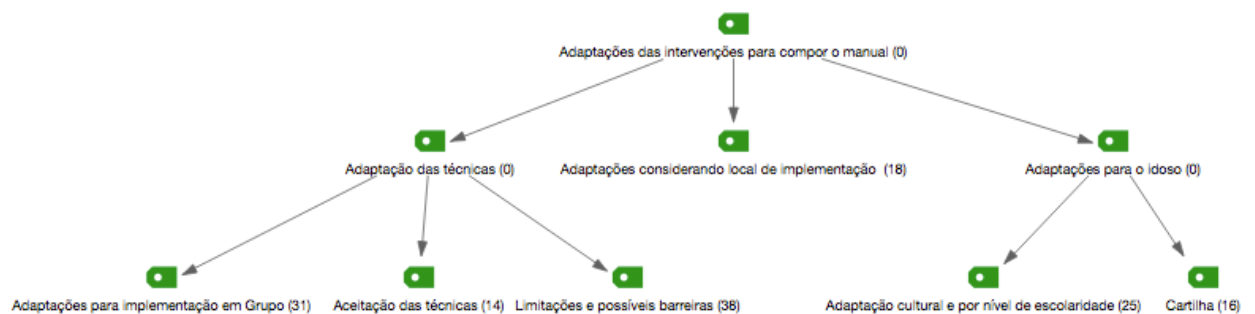 Adaptações das intervenções para compor o manual (0)
Adaptação das técnicas (0)
Adaptações considerando local de implementação (18)
Adaptações para o idoso (0)
Adaptações para implementação em Grupo (31)
Aceitação das técnicas (14)
Limitações e possíveis barreiras (38)
Adaptação cultural e por nível de escolaridade (25)
Cartilha (16)